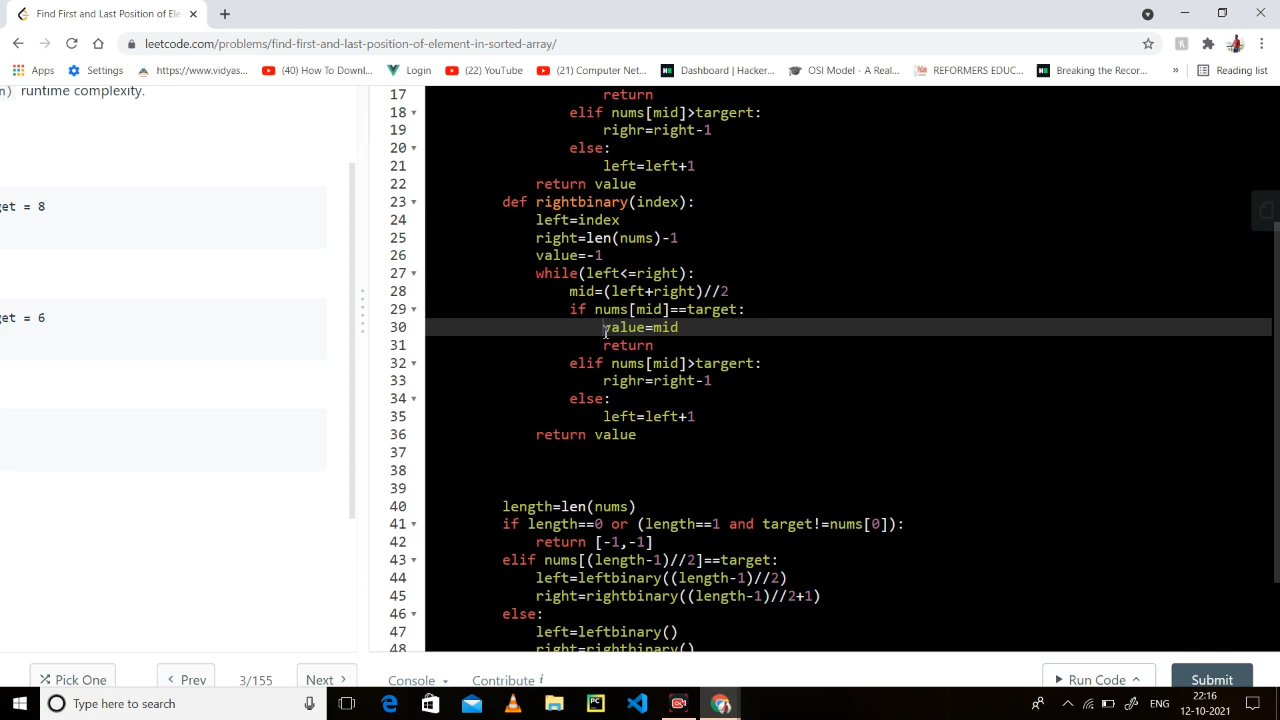 Find First and Last Position of Ele
leetcode.com/problems/find-first-and-last-position-of-element-in-sorted-array/
Apps Settings https://www.vidyas... (40) How To Downl... Login (22) YouTube (21) Computer Net... Dashboard | Hacker... OSI Model - A Real... REFORMERS EDUC... Breaking the Recor... » Reading list
n) runtime complexity.
get = 8
get = 6
17 return
18 elif nums[mid]>targert:
19 righr=right-1
20 else:
21 left=left+1
22 return value
23 def rightbinary(index):
24 left=index
25 right=len(nums)-1
26 value=-1
27 while(left<=right):
28 mid=(left+right)//2
29 if nums[mid]==target:
30 value=mid
31 return
32 elif nums[mid]>targert:
33 righr=right-1
34 else:
35 left=left+1
36 return value
37
38
39
40 length=len(nums)
41 if length==0 or (length==1 and target!=nums[0]):
42 return [-1,-1]
43 elif nums[(length-1)//2]==target:
44 left=leftbinary((length-1)//2)
45 right=rightbinary((length-1)//2+1)
46 else:
47 left=leftbinary()
48 right=rightbinary()
Pick One < Prev 3/155 Next > Console Contribute i Run Code Submit
Type here to search ENG 22:16
12-10-2021